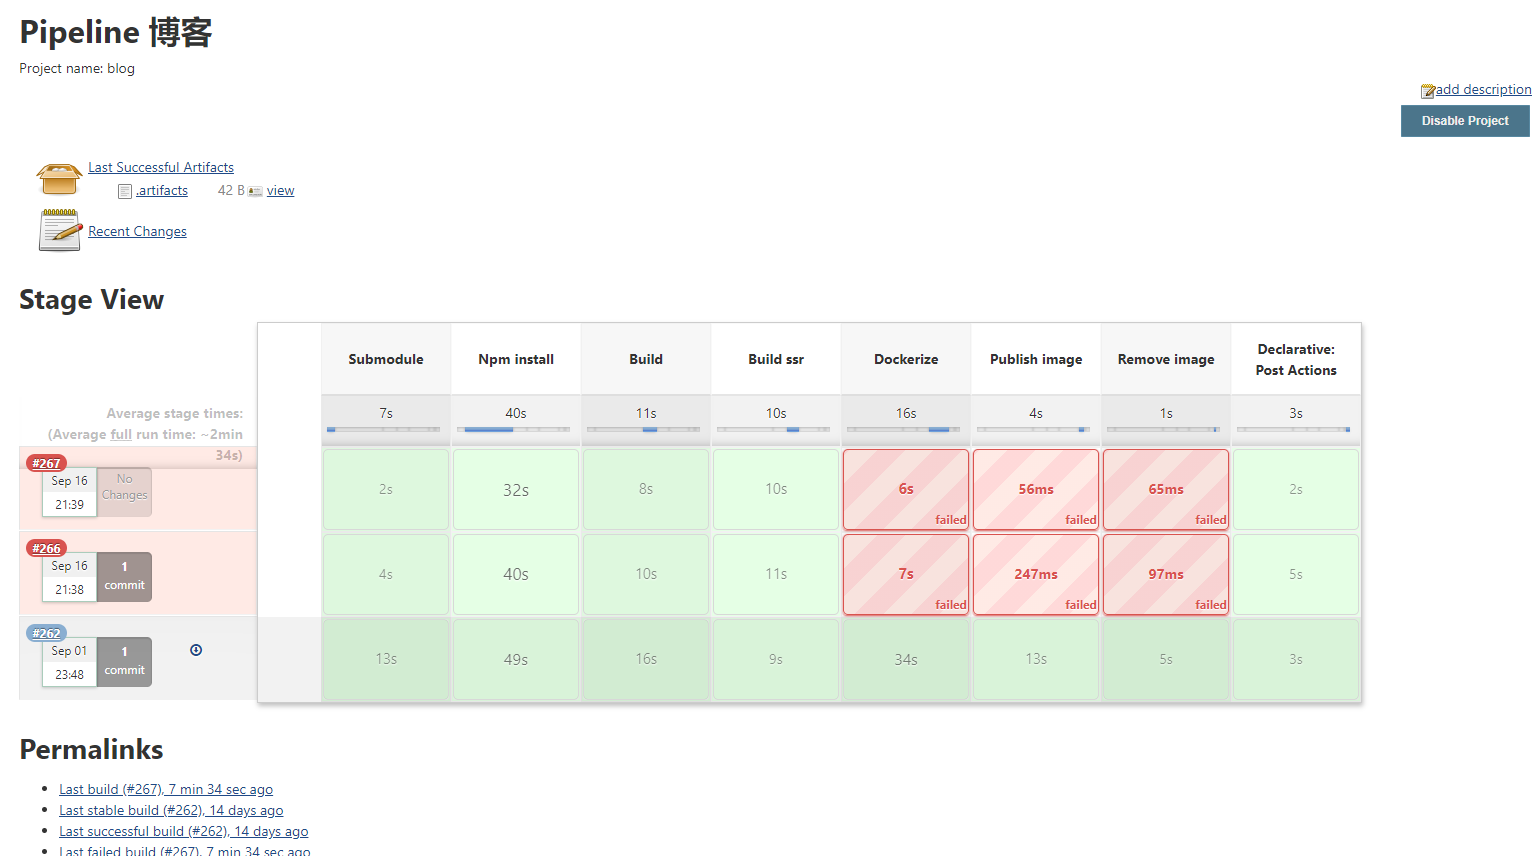 Pipeline 博客
Project name: blog
add description
Disable Project
Last Successful Artifacts
.artifacts 42 B view
Recent Changes
Stage View
Submodule Npm install Build Build ssr Dockerize Publish image Remove image Declarative: Post Actions
Average stage times:
(Average full run time: ~2min
34s)
7s 40s 11s 10s 16s 4s 1s 3s
#267
Sep 16
21:39
No
Changes
2s 32s 8s 10s 6s 56ms 65ms 2s
failed failed failed
#266
Sep 16
21:38
1
commit
4s 40s 10s 11s 7s 247ms 97ms 5s
failed failed failed
#262
Sep 01
23:48
1
commit
13s 49s 16s 9s 34s 13s 5s 3s
Permalinks
Last build (#267), 7 min 34 sec ago
Last stable build (#262), 14 days ago
Last successful build (#262), 14 days ago
Last failed build (#267), 7 min 34 sec ago